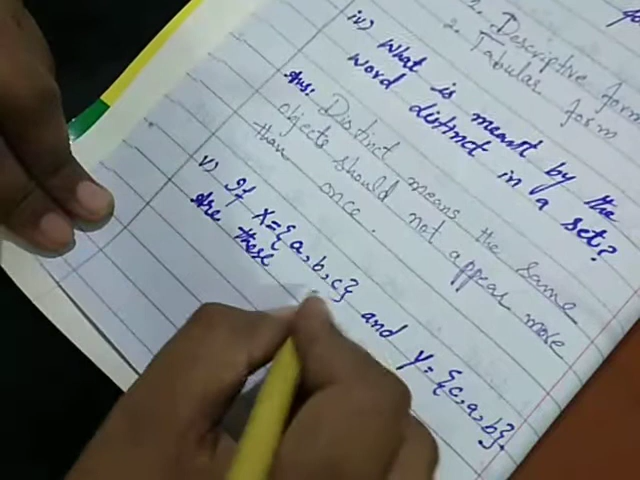 2. Descriptive form
2. Tabular form
iv) What is meant by the
word distinct in a set?
Ans: Distinct means the same
objects should not appear more
than once.
v) If X={a,b,c} and Y={c,a,b}.
Are these